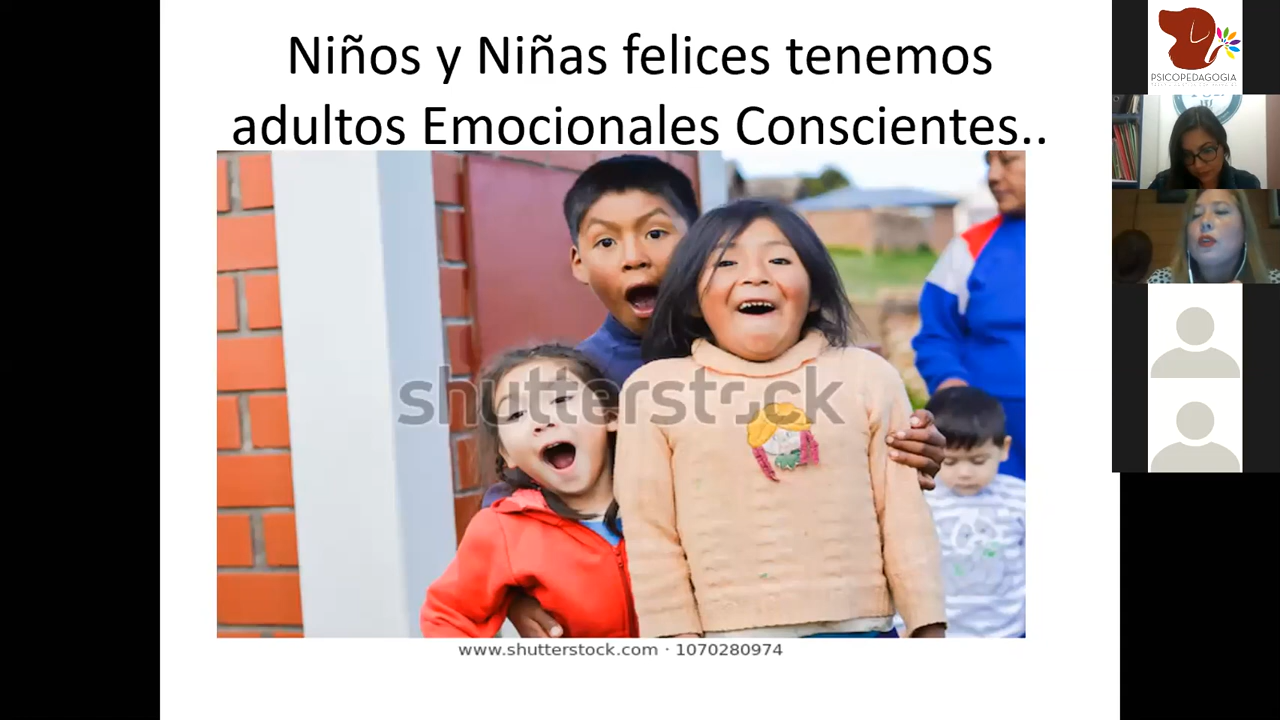 Niños y Niñas felices tenemos
adultos Emocionales Conscientes..
shutterstock
www.shutterstock.com · 1070280974
PSICOPEDAGOGIA